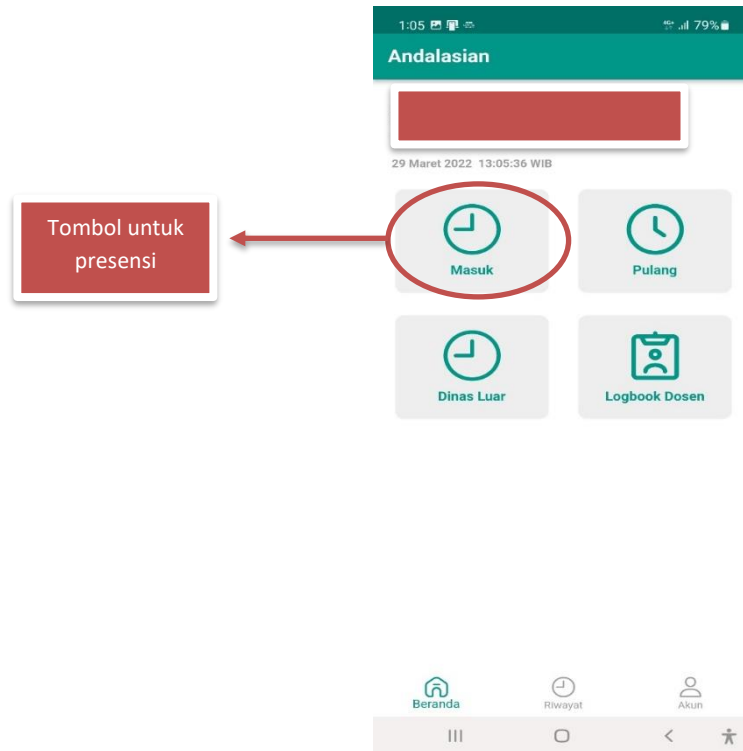 1:05
4G+
79%
Andalasian
29 Maret 2022 13:05:36 WIB
Tombol untuk
presensi
Masuk
Pulang
Dinas Luar
Logbook Dosen
Beranda
Riwayat
Akun